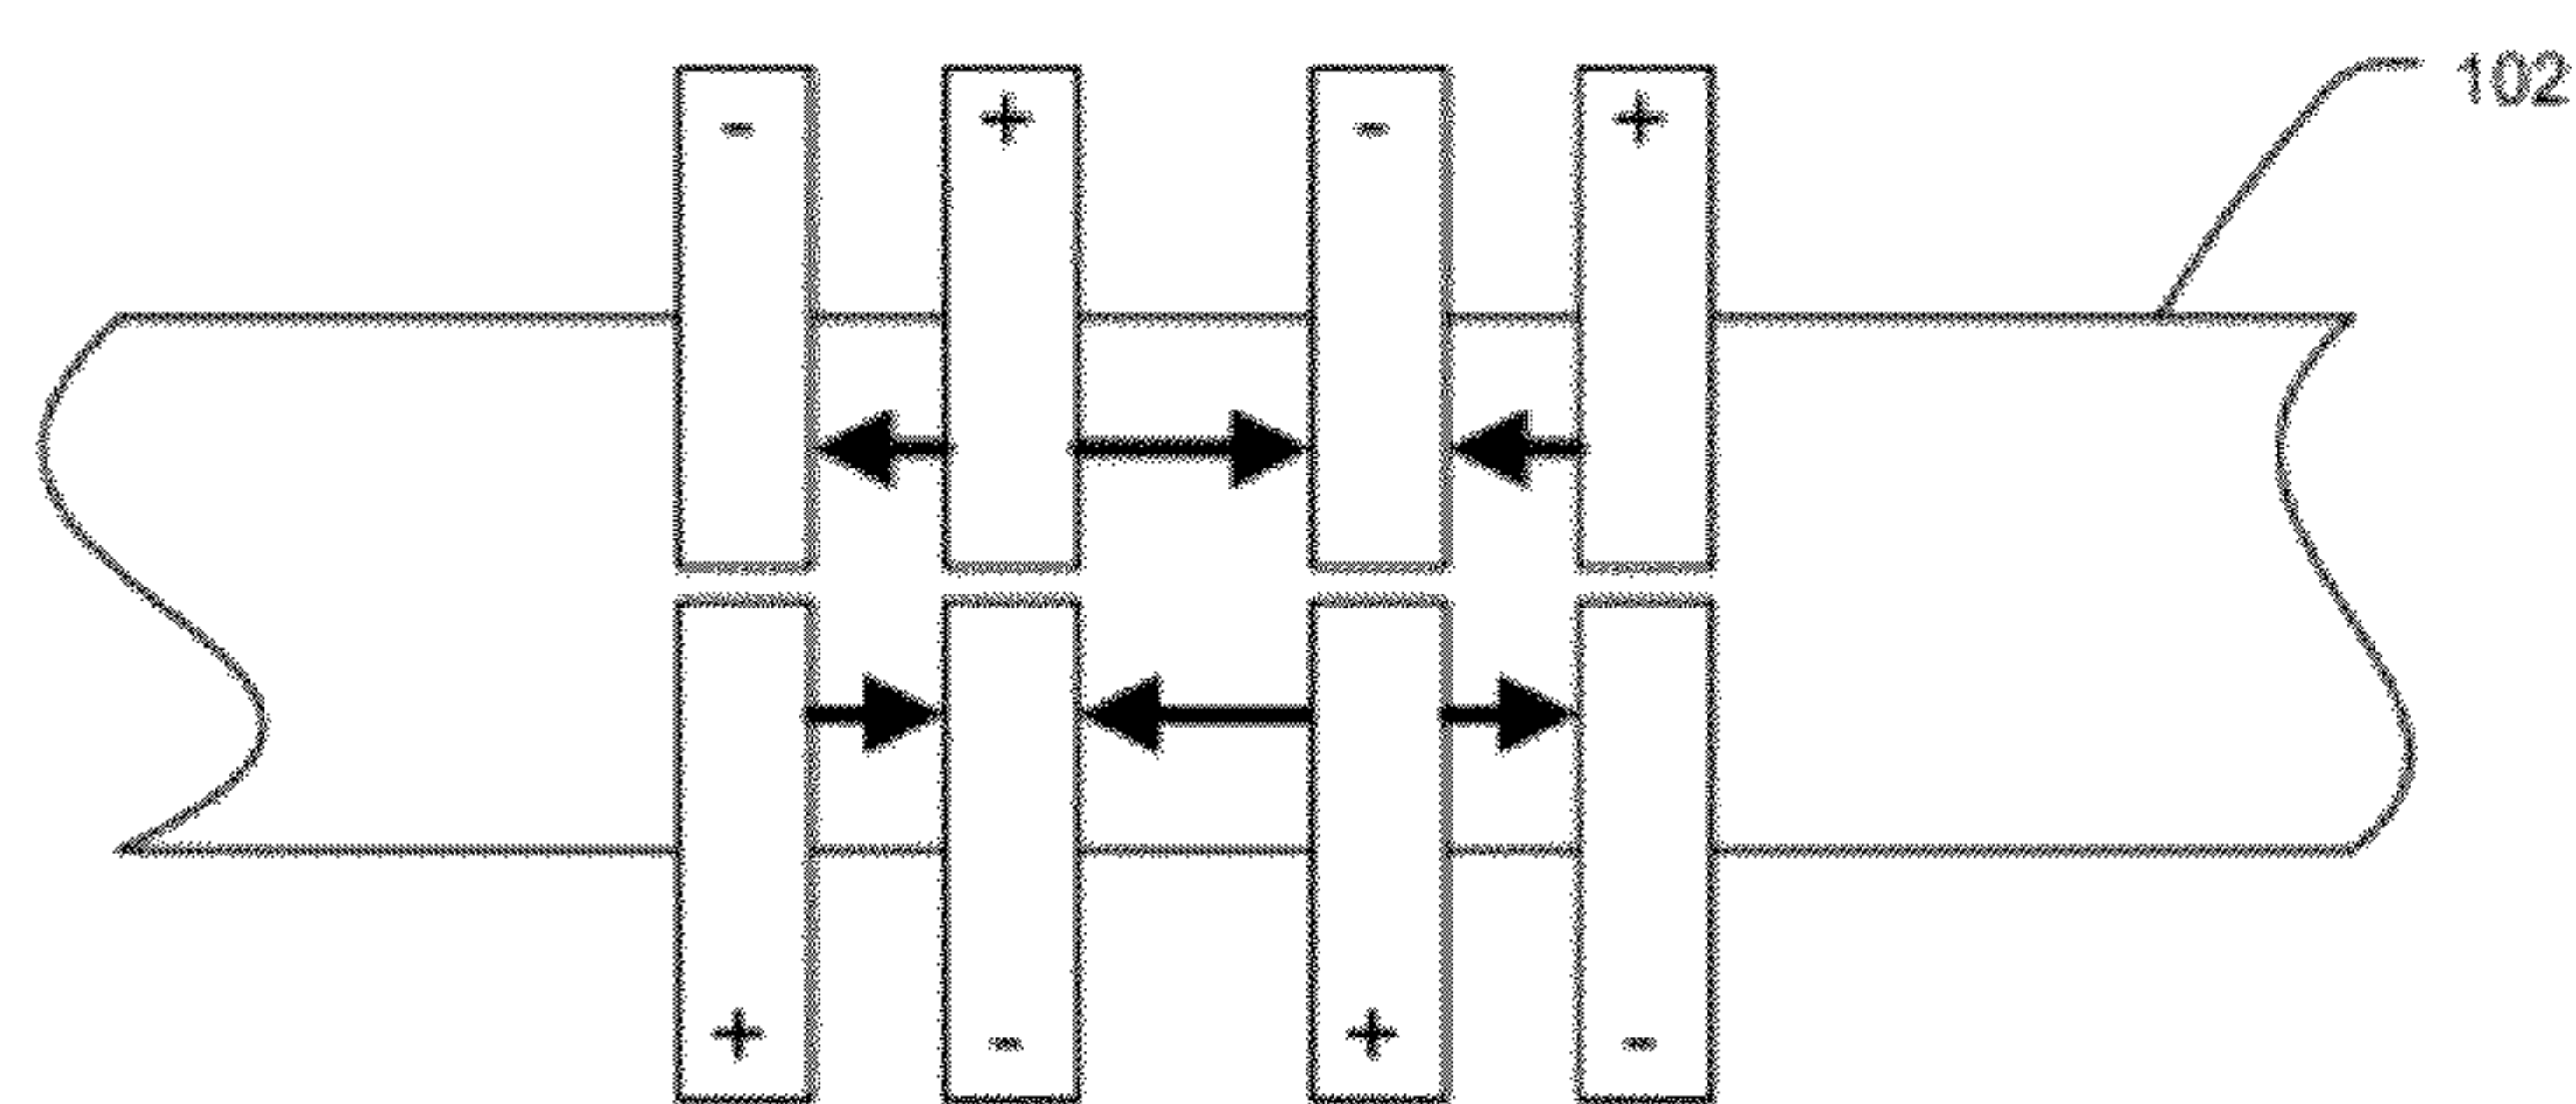 - + - + 102
+ - + -